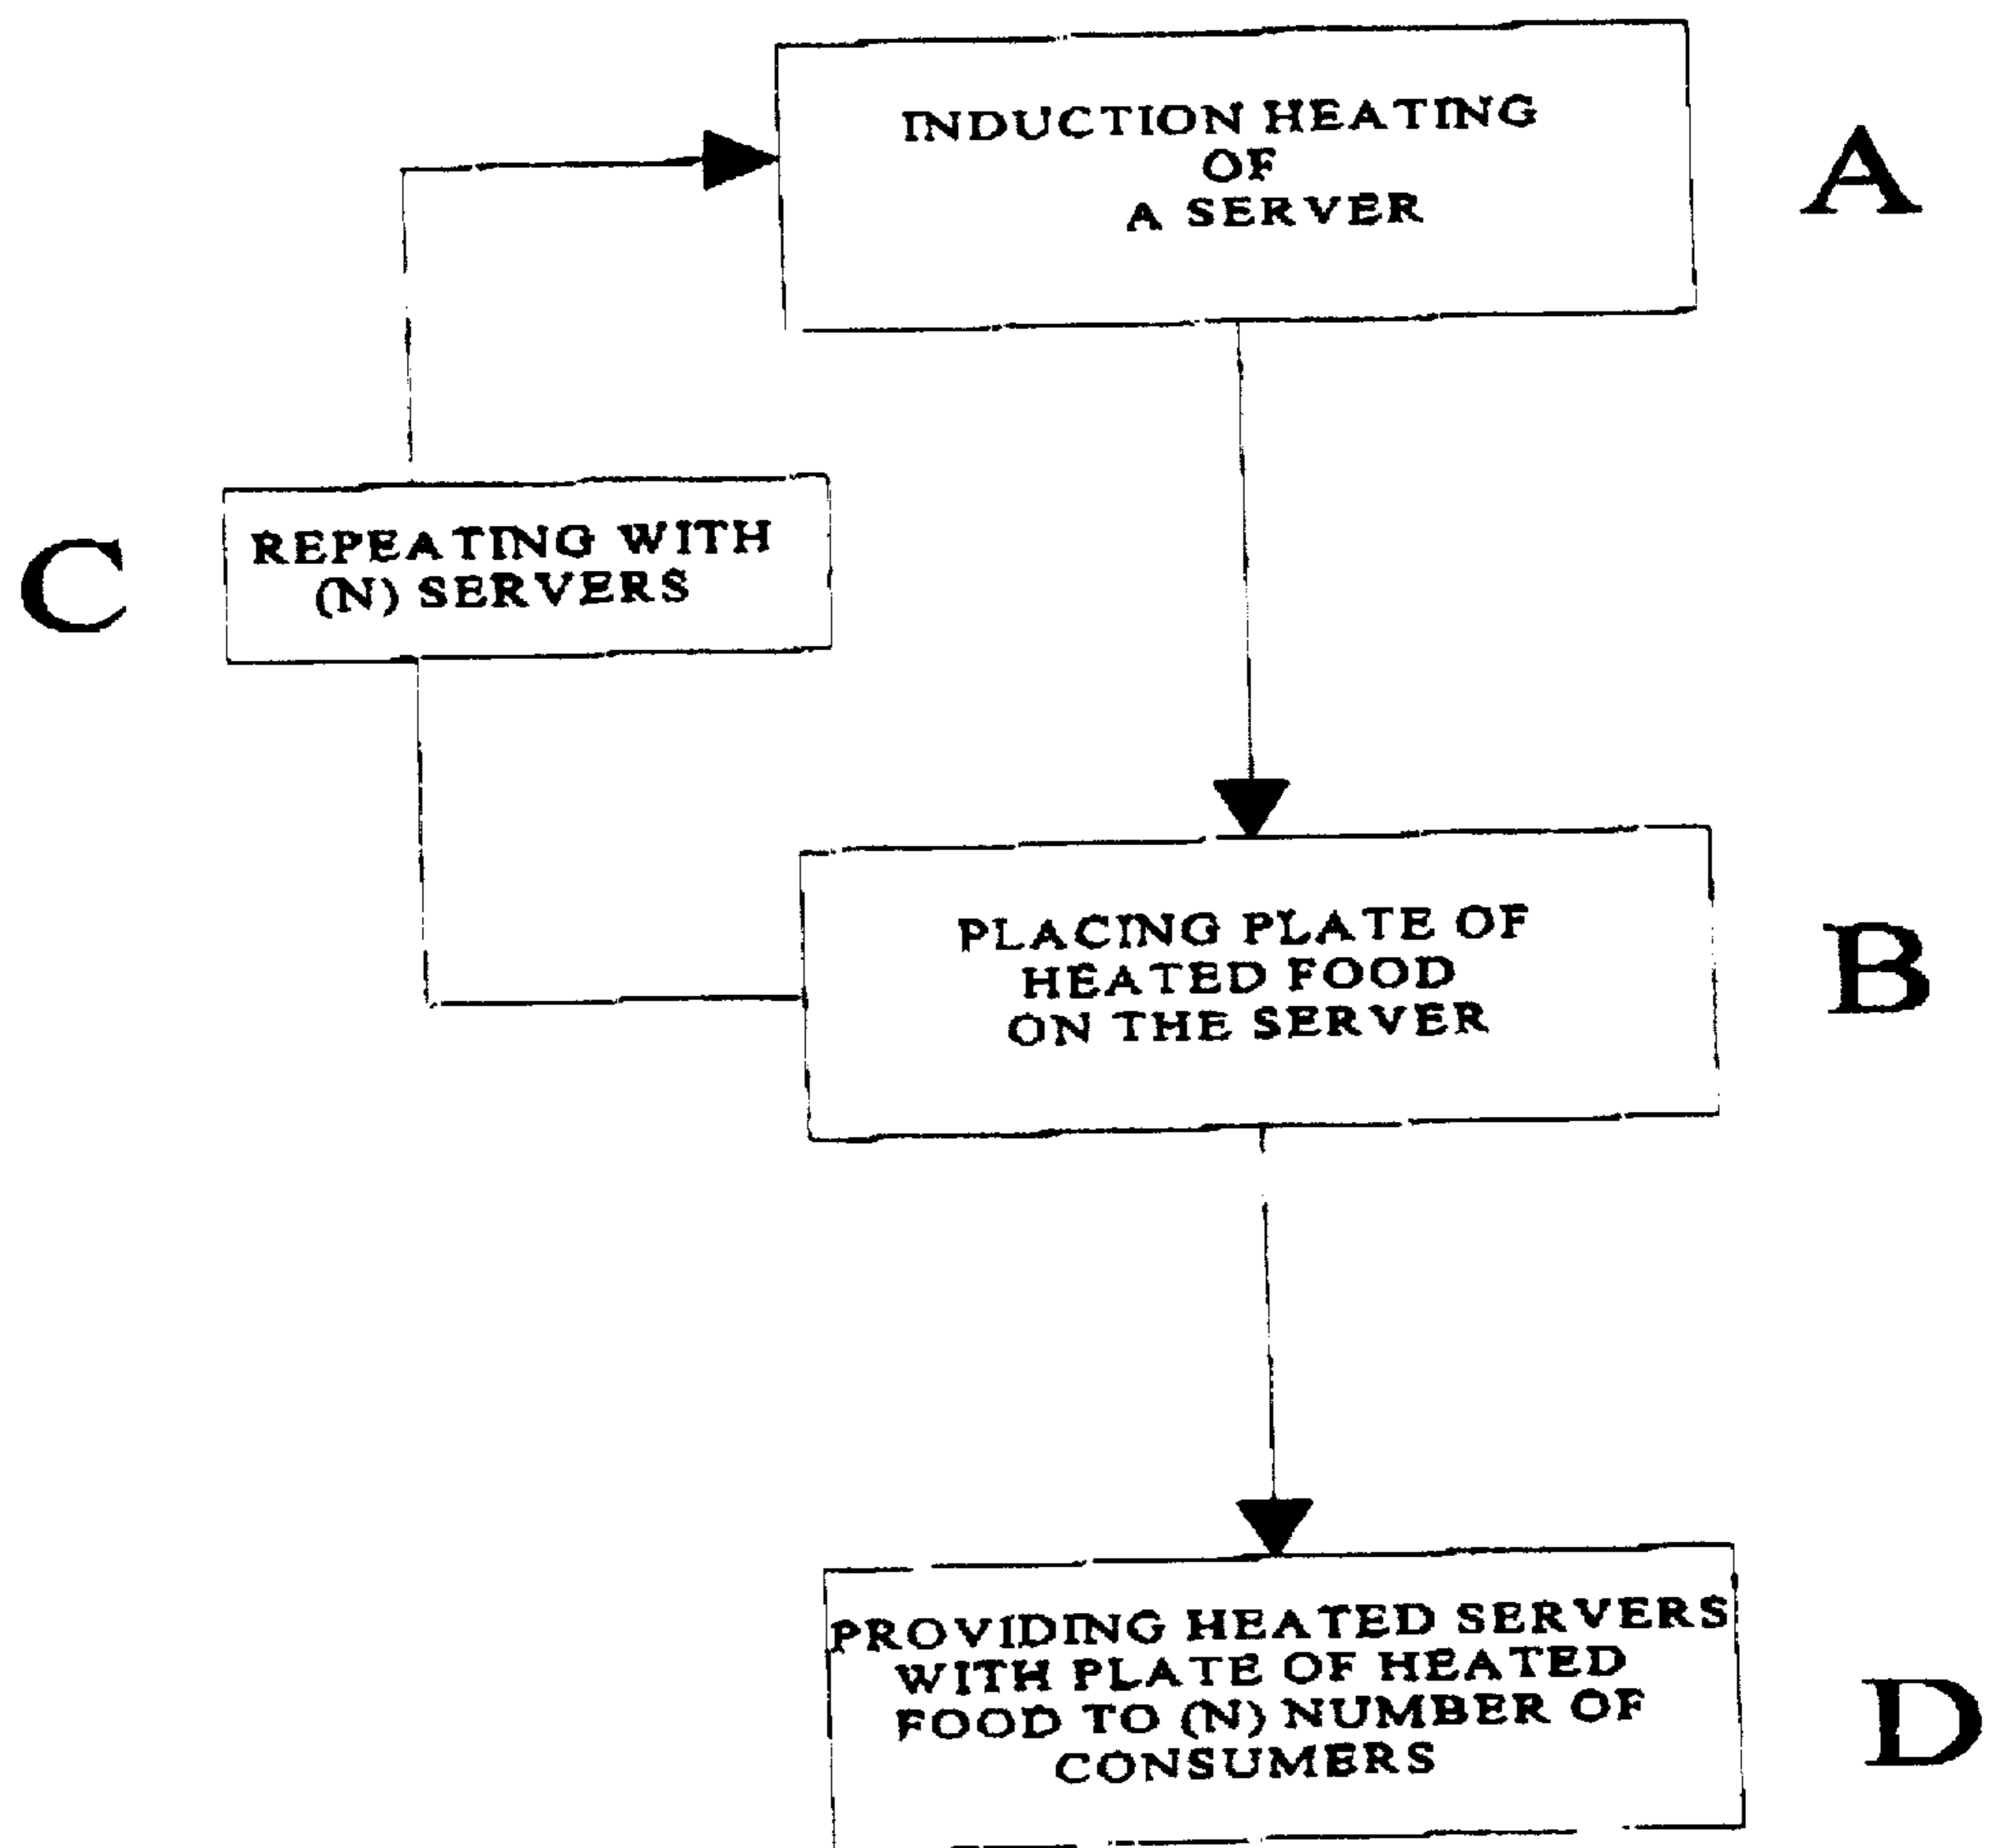 INDUCTION HEATING
OF
A SERVER
A
REPEATING WITH
(N) SERVERS
C
PLACING PLATE OF
HEATED FOOD
ON THE SERVER
B
PROVIDING HEATED SERVERS
WITH PLATE OF HEATED
FOOD TO (N) NUMBER OF
CONSUMERS
D